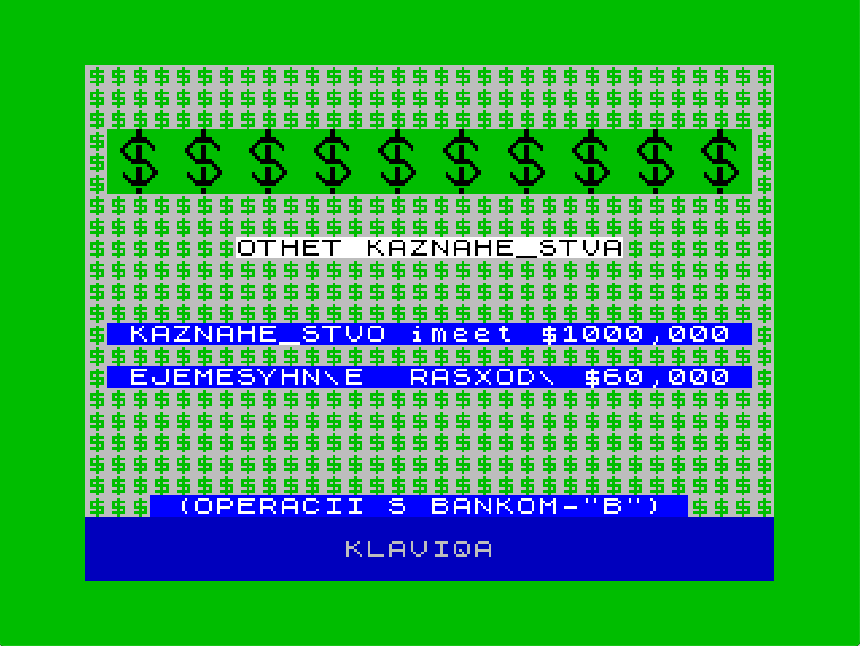 $ $ $ $ $ $ $ $ $ $
OTHET KAZNAHE_STVA
KAZNAHE_STVO imeet $1000,000
EJEMESYHN\E RASXOD\ $60,000
(OPERACII S BANKOM-"B")
KLAVIQA